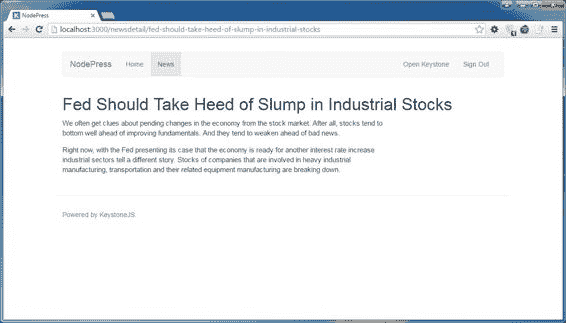 NodePress
localhost:3000/newsdetail/fed-should-take-heed-of-slump-in-industrial-stocks
NodePress Home News Open Keystone Sign Out
Fed Should Take Heed of Slump in Industrial Stocks
We often get clues about pending changes in the economy from the stock market. After all, stocks tend to
bottom well ahead of improving fundamentals. And they tend to weaken ahead of bad news.
Right now, with the Fed presenting its case that the economy is ready for another interest rate increase
industrial sectors tell a different story. Stocks of companies that are involved in heavy industrial
manufacturing, transportation and their related equipment manufacturing are breaking down.
Powered by KeystoneJS.